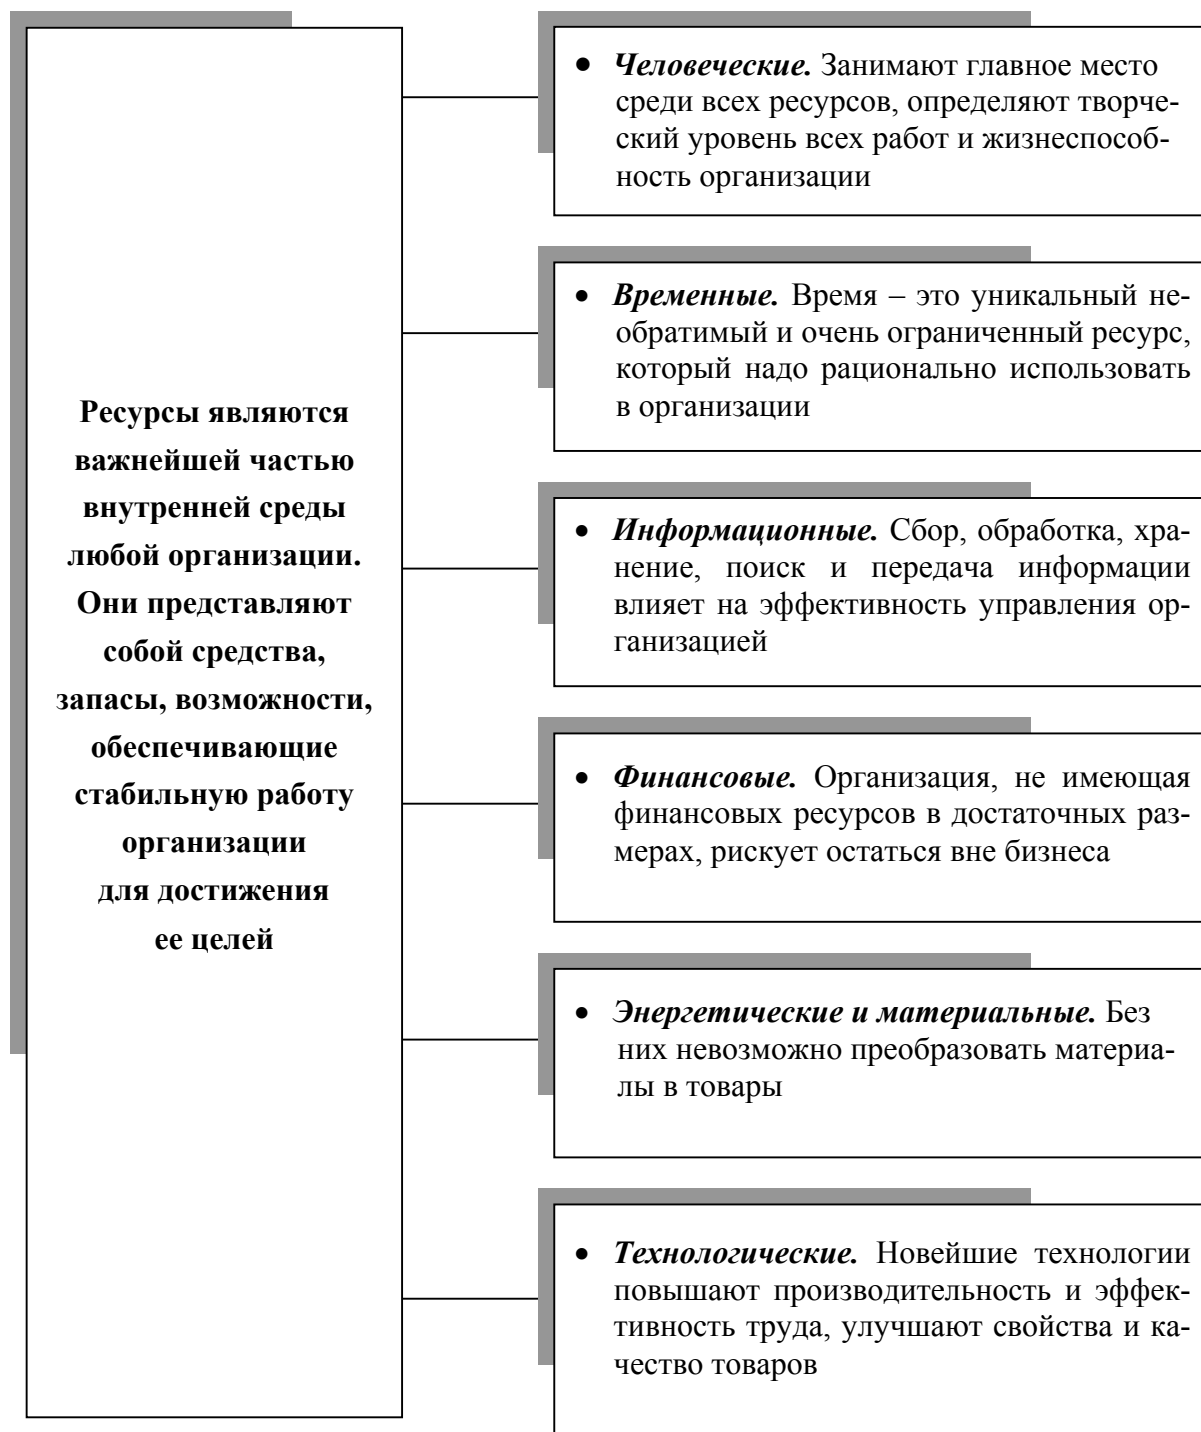 Ресурсы являются
важнейшей частью
внутренней среды
любой организации.
Они представляют
собой средства,
запасы, возможности,
обеспечивающие
стабильную работу
организации
для достижения
ее целей
• Человеческие. Занимают главное место
среди всех ресурсов, определяют творче-
ский уровень всех работ и жизнеспособ-
ность организации
• Временные. Время – это уникальный не-
обратимый и очень ограниченный ресурс,
который надо рационально использовать
в организации
• Информационные. Сбор, обработка, хра-
нение, поиск и передача информации
влияет на эффективность управления ор-
ганизацией
• Финансовые. Организация, не имеющая
финансовых ресурсов в достаточных раз-
мерах, рискует остаться вне бизнеса
• Энергетические и материальные. Без
них невозможно преобразовать материа-
лы в товары
• Технологические. Новейшие технологии
повышают производительность и эффек-
тивность труда, улучшают свойства и ка-
чество товаров